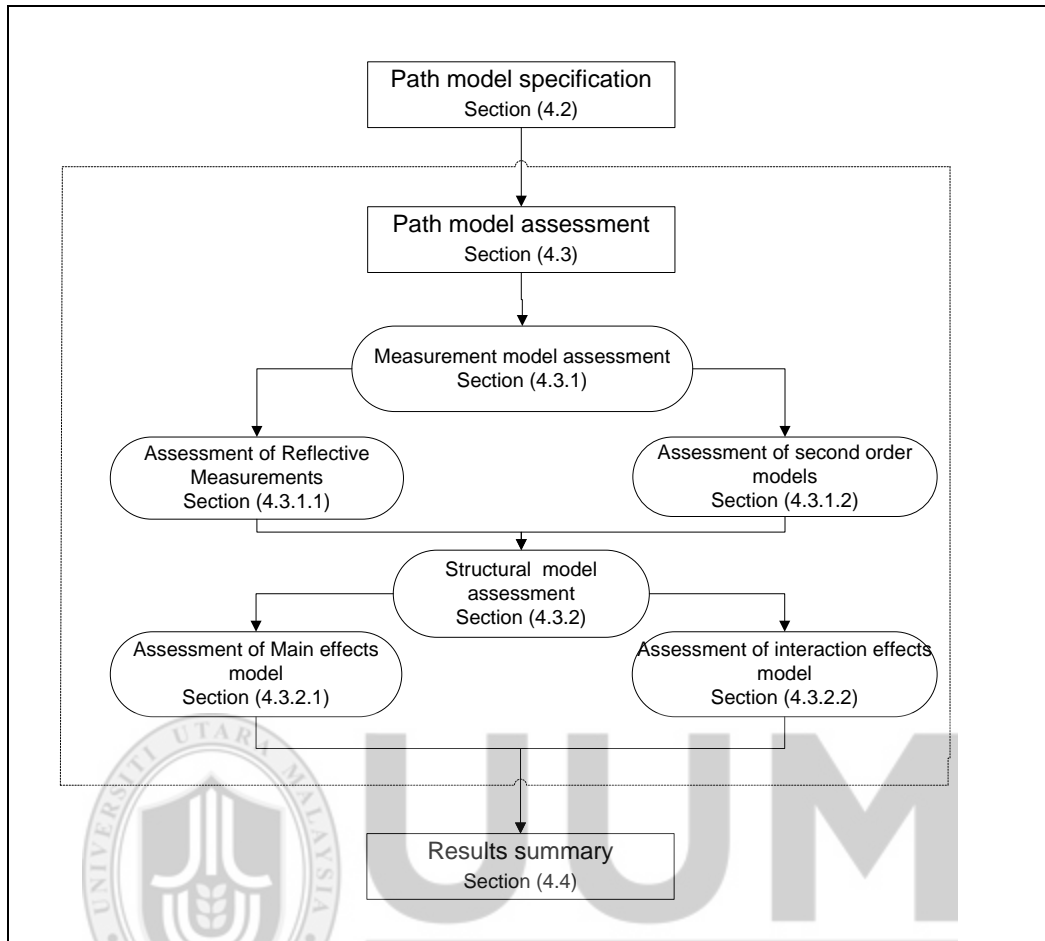 Path model specification
Section (4.2)
Path model assessment
Section (4.3)
Measurement model assessment
Section (4.3.1)
Assessment of Reflective
Measurements
Section (4.3.1.1)
Assessment of second order
models
Section (4.3.1.2)
Structural model
assessment
Section (4.3.2)
Assessment of Main effects
model
Section (4.3.2.1)
Assessment of interaction effects
model
Section (4.3.2.2)
Results summary
Section (4.4)
UNIVERSITI UTARA MALAYSIA
UUM